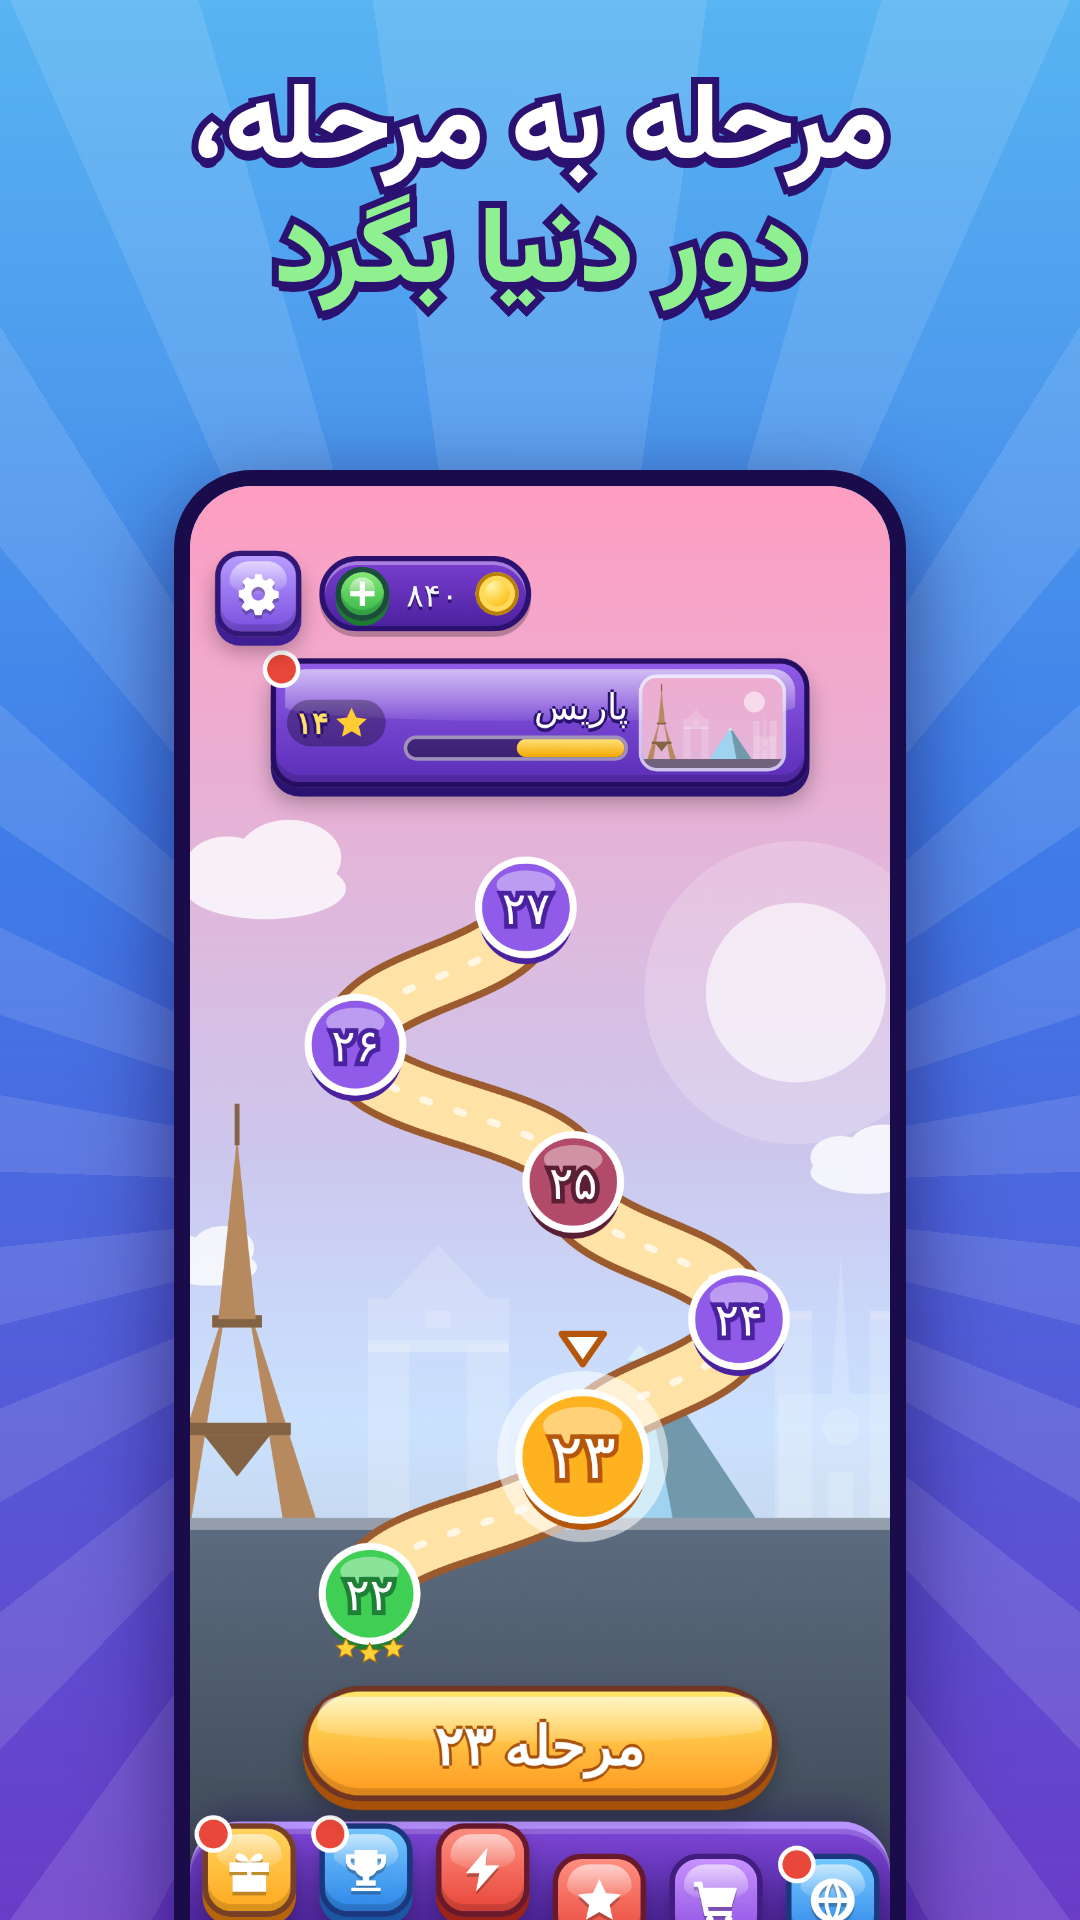 مرحله به مرحله،
دور دنیا بگرد
۸۴۰
پاریس
۱۴
۲۷
۲۶
۲۵
۲۴
۲۳
۲۲
مرحله ۲۳